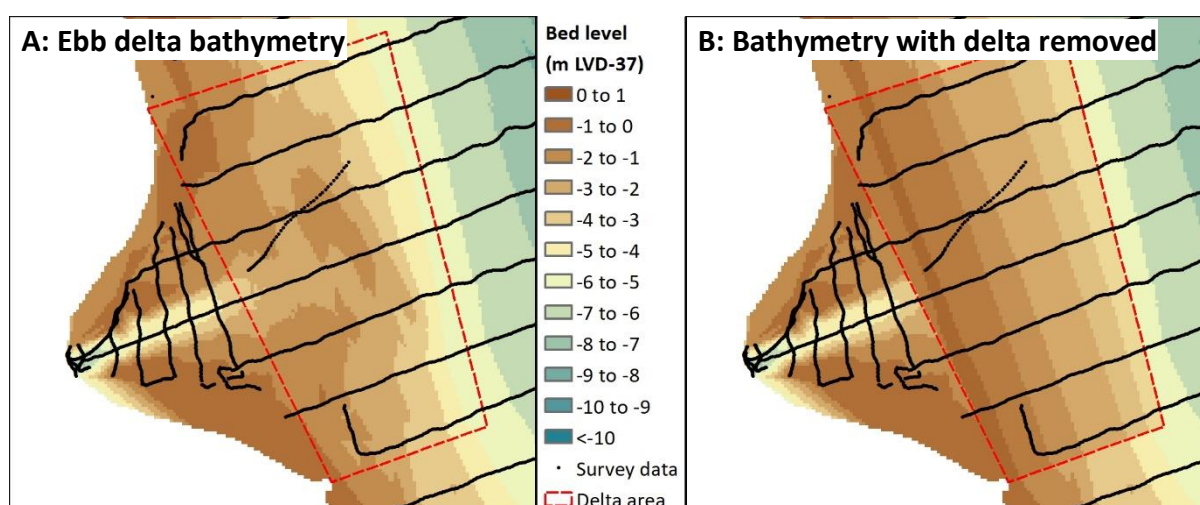 A: Ebb delta bathymetry
Bed level
(m LVD-37)
0 to 1
-1 to 0
-2 to -1
-3 to -2
-4 to -3
-5 to -4
-6 to -5
-7 to -6
-8 to -7
-9 to -8
-10 to -9
<-10
Survey data
Delta area
B: Bathymetry with delta removed